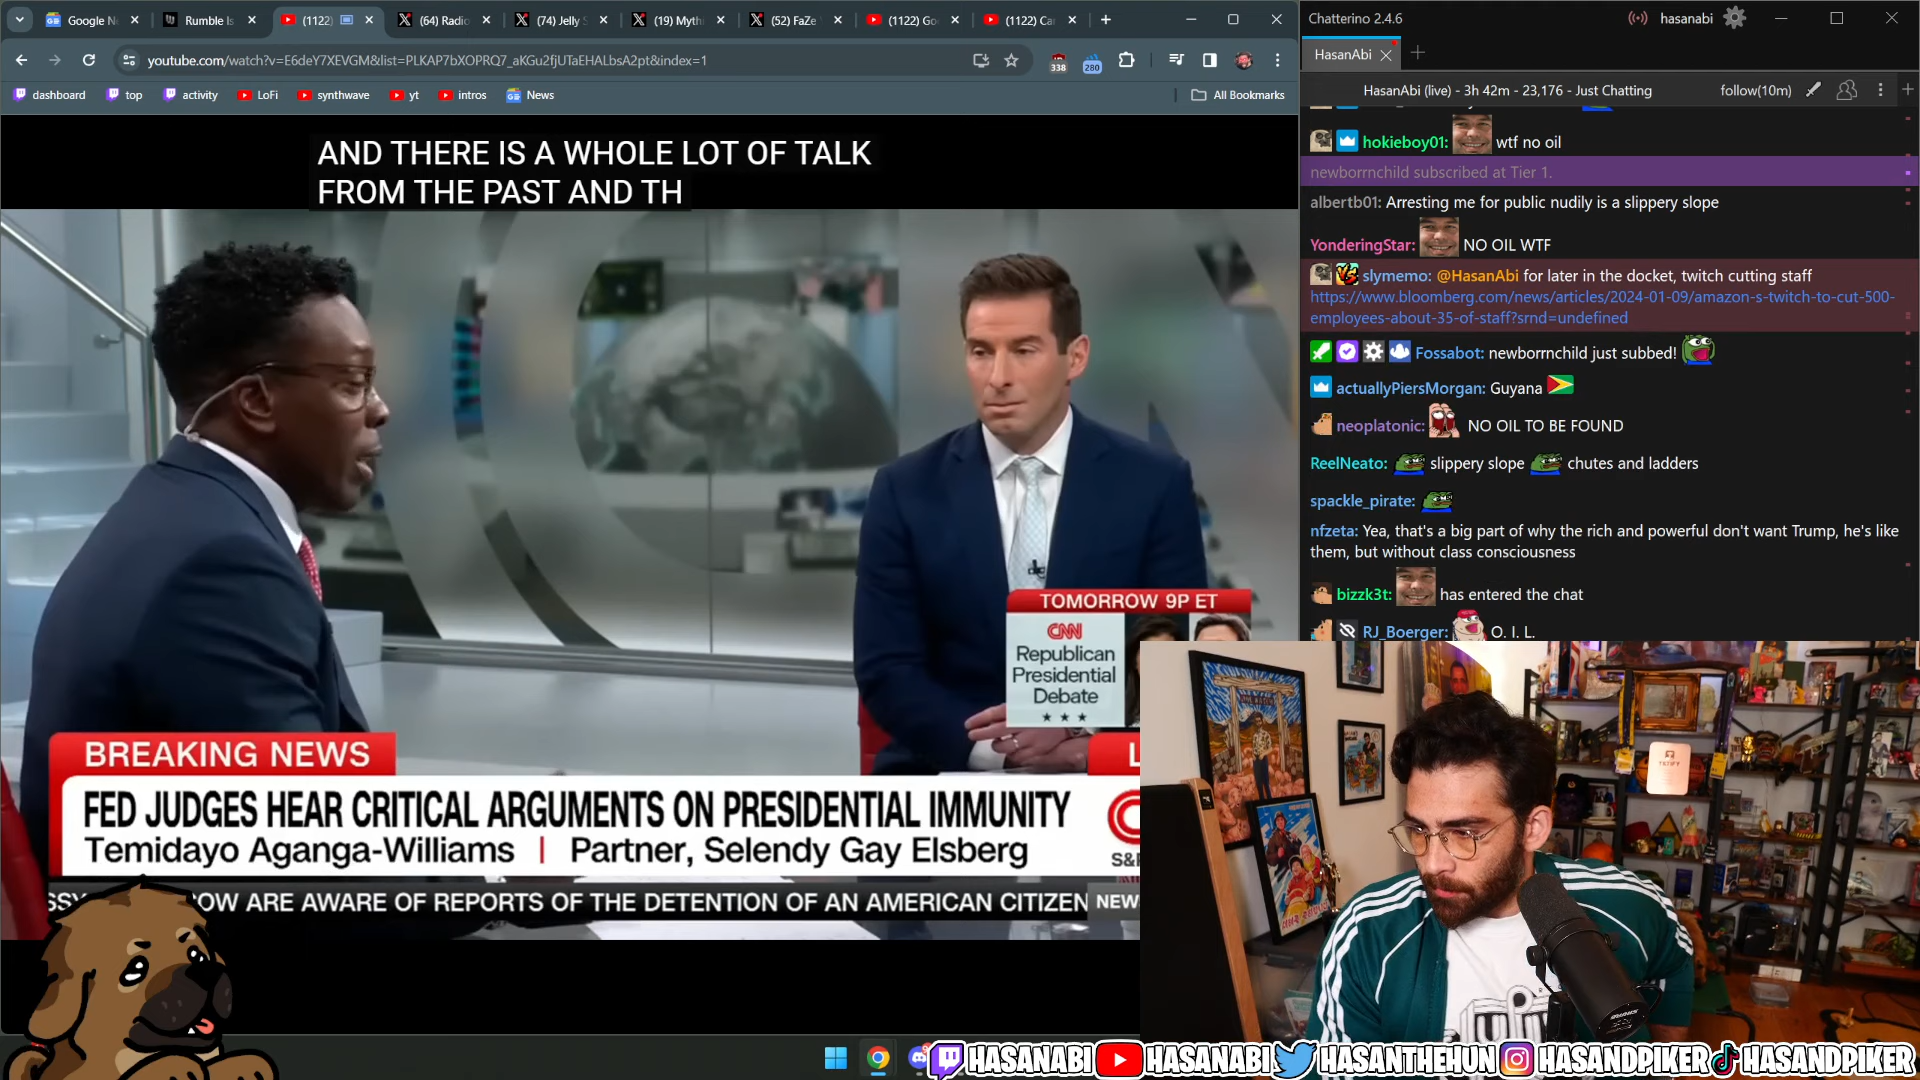 Google N
Rumble Is
(1122)
(64) Radio
(74) Jelly S
(19) Myth
(52) FaZe
(1122) Go
(1122) Ca
youtube.com/watch?v=E6deY7XEVGM&list=PLKAP7bXOPRQ7_aKGu2fjUTaEHALbsA2pt&index=1
338
280
dashboard
top
activity
LoFi
synthwave
yt
intros
News
All Bookmarks
AND THERE IS A WHOLE LOT OF TALK
FROM THE PAST AND TH
TOMORROW 9P ET
CNN
Republican
Presidential
Debate
BREAKING NEWS
FED JUDGES HEAR CRITICAL ARGUMENTS ON PRESIDENTIAL IMMUNITY
Temidayo Aganga-Williams | Partner, Selendy Gay Elsberg
OW ARE AWARE OF REPORTS OF THE DETENTION OF AN AMERICAN CITIZEN
Chatterino 2.4.6
hasanabi
HasanAbi
HasanAbi (live) - 3h 42m - 23,176 - Just Chatting
follow(10m)
hokieboy01: wtf no oil
newborrnchild subscribed at Tier 1.
albertb01: Arresting me for public nudily is a slippery slope
YonderingStar: NO OIL WTF
slymemo: @HasanAbi for later in the docket, twitch cutting staff
https://www.bloomberg.com/news/articles/2024-01-09/amazon-s-twitch-to-cut-500-
employees-about-35-of-staff?srnd=undefined
Fossabot: newborrnchild just subbed!
actuallyPiersMorgan: Guyana
neoplatonic: NO OIL TO BE FOUND
ReelNeato: slippery slope chutes and ladders
spackle_pirate:
nfzeta: Yea, that's a big part of why the rich and powerful don't want Trump, he's like
them, but without class consciousness
bizzk3t: has entered the chat
RJ_Boerger: O. I. L.
HASANABI
HASANABI
HASANTHEHUN
HASANDPIKER
HASANDPIKER